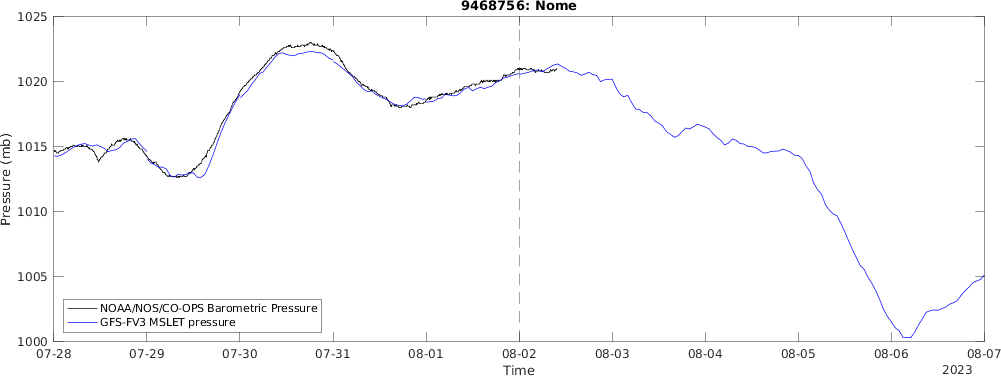 9468756: Nome
1025
1020
1015
1010
1005
1000
Pressure (mb)
NOAA/NOS/CO-OPS Barometric Pressure
GFS-FV3 MSLET pressure
07-28 07-29 07-30 07-31 08-01 08-02 08-03 08-04 08-05 08-06 08-07
Time
2023